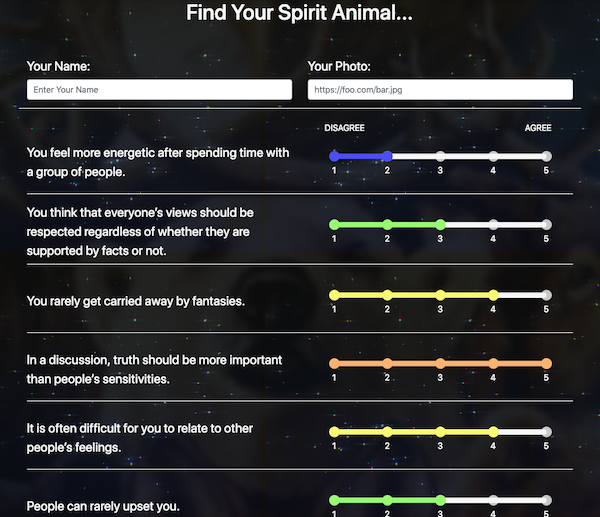 Find Your Spirit Animal...
Your Name:
Your Photo:
Enter Your Name
https://foo.com/bar.jpg
DISAGREE
AGREE
You feel more energetic after spending time with
a group of people.
1 2 3 4 5
You think that everyone’s views should be
respected regardless of whether they are
supported by facts or not.
1 2 3 4 5
You rarely get carried away by fantasies.
1 2 3 4 5
In a discussion, truth should be more important
than people’s sensitivities.
1 2 3 4 5
It is often difficult for you to relate to other
people’s feelings.
1 2 3 4 5
People can rarely upset you.
1 2 3 4 5